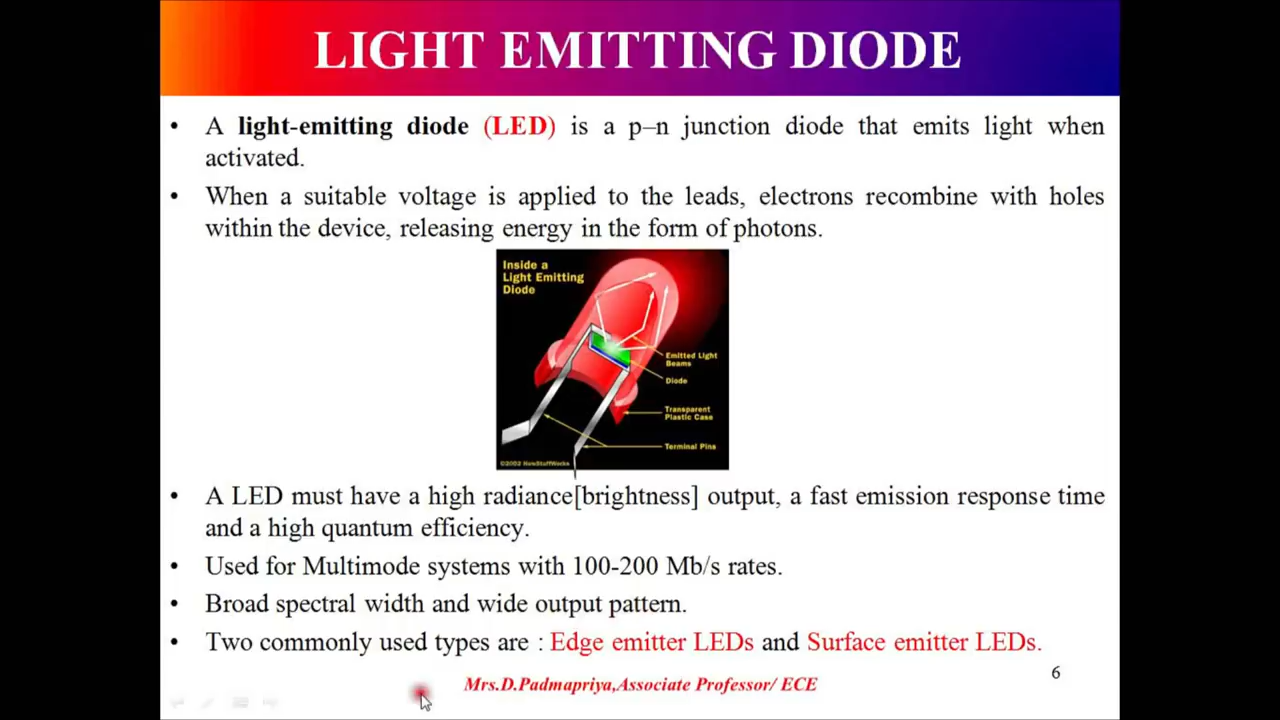 LIGHT EMITTING DIODE
• A light-emitting diode (LED) is a p–n junction diode that emits light when
activated.
• When a suitable voltage is applied to the leads, electrons recombine with holes
within the device, releasing energy in the form of photons.
Inside a
Light Emitting
Diode
Emitted Light
Beams
Diode
Transparent
Plastic Case
Terminal Pins
©2002 HowStuffWorks
• A LED must have a high radiance[brightness] output, a fast emission response time
and a high quantum efficiency.
• Used for Multimode systems with 100-200 Mb/s rates.
• Broad spectral width and wide output pattern.
• Two commonly used types are : Edge emitter LEDs and Surface emitter LEDs.
6
Mrs.D.Padmapriya,Associate Professor/ ECE